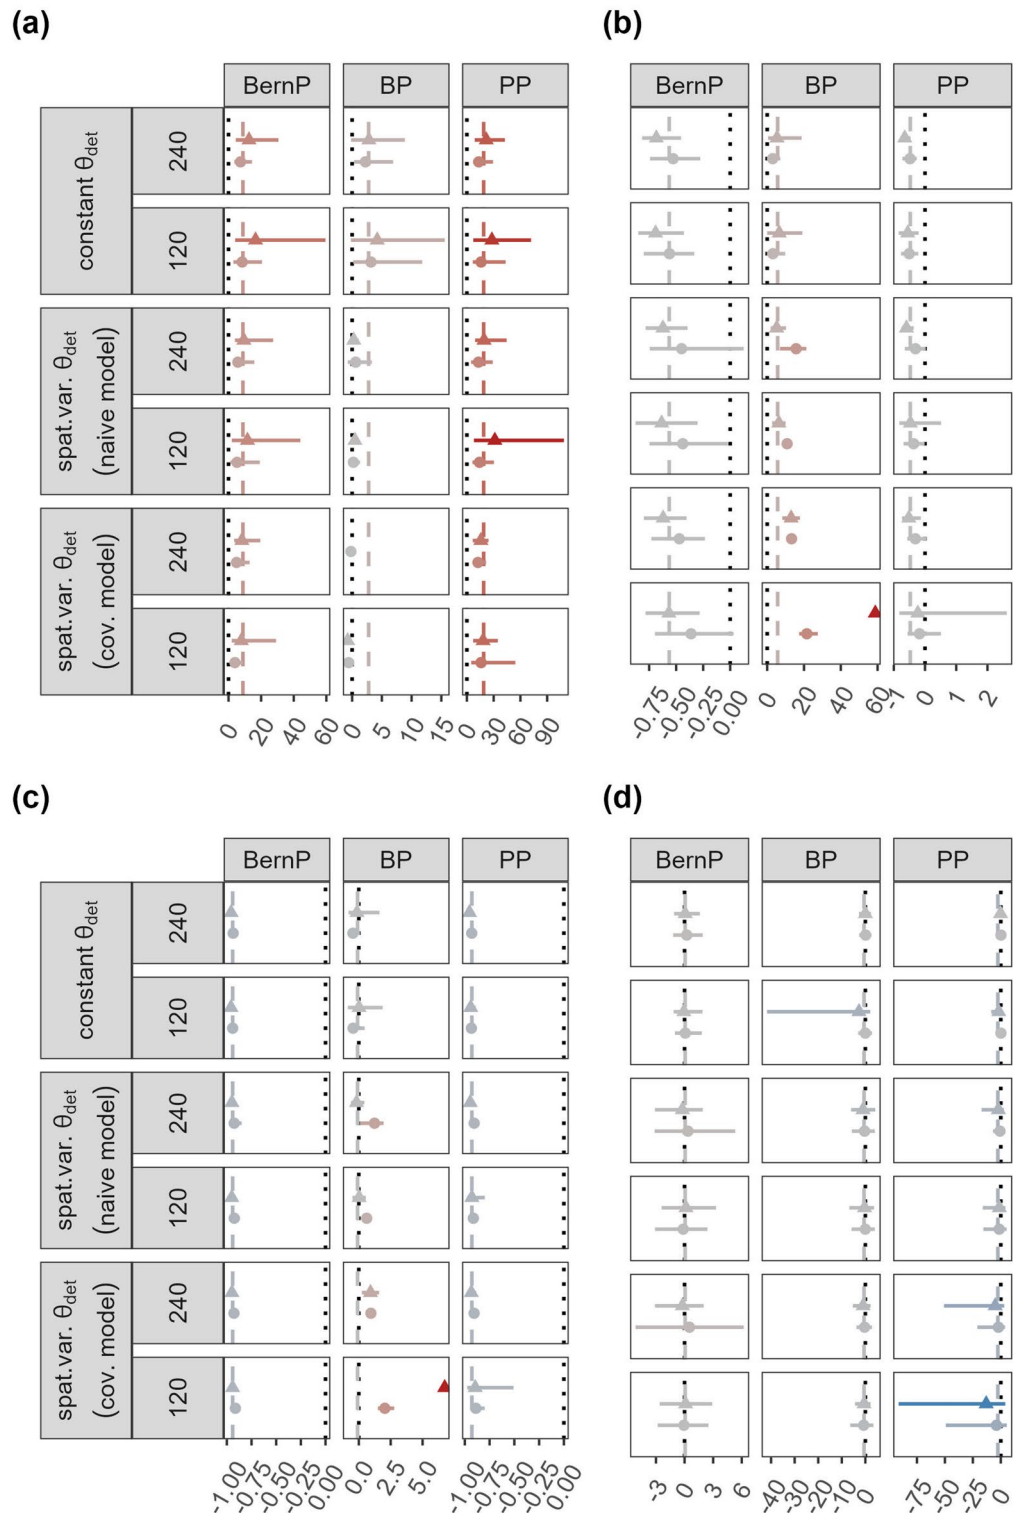 (a)
BernP BP PP
constant θdet
240
120
spat.var. θdet
(naive model)
240
120
spat.var. θdet
(cov. model)
240
120
0 20 40 60
0 5 10 15
0 30 60 90
(b)
BernP BP PP
-0.75 -0.50 -0.25 0.00
0 20 40 60
-1 0 1 2
(c)
BernP BP PP
constant θdet
240
120
spat.var. θdet
(naive model)
240
120
spat.var. θdet
(cov. model)
240
120
-1.00 -0.75 -0.50 -0.25 0.00
0.0 2.5 5.0
-1.00 -0.75 -0.50 -0.25 0.00
(d)
BernP BP PP
-3 0 3 6
-40 -30 -20 -10 0
-75 -50 -25 0